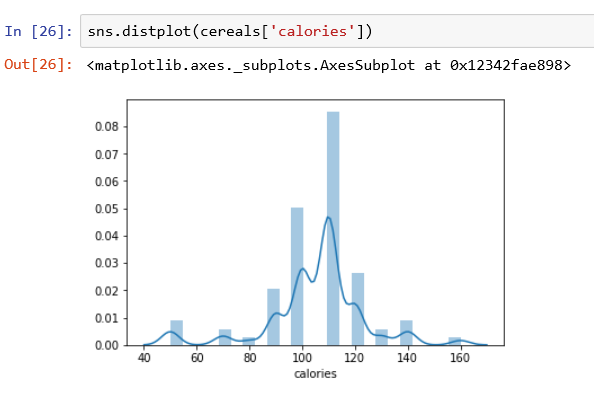 In [26]: sns.distplot(cereals['calories'])
Out[26]: <matplotlib.axes._subplots.AxesSubplot at 0x12342fae898>
0.08
0.07
0.06
0.05
0.04
0.03
0.02
0.01
0.00
40 60 80 100 120 140 160
calories